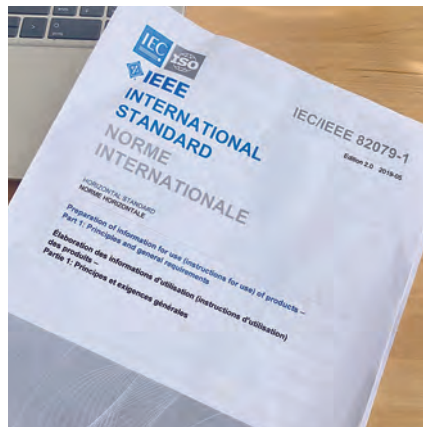 IEC
ISO
IEEE
INTERNATIONAL
STANDARD
NORME
INTERNATIONALE
IEC/IEEE 82079-1
Edition 2.0 2019-05
HORIZONTAL STANDARD
NORME HORIZONTALE
Preparation of information for use (instructions for use) of products –
Part 1: Principles and general requirements
Élaboration des informations d'utilisation (instructions d'utilisation)
des produits –
Partie 1: Principes et exigences générales